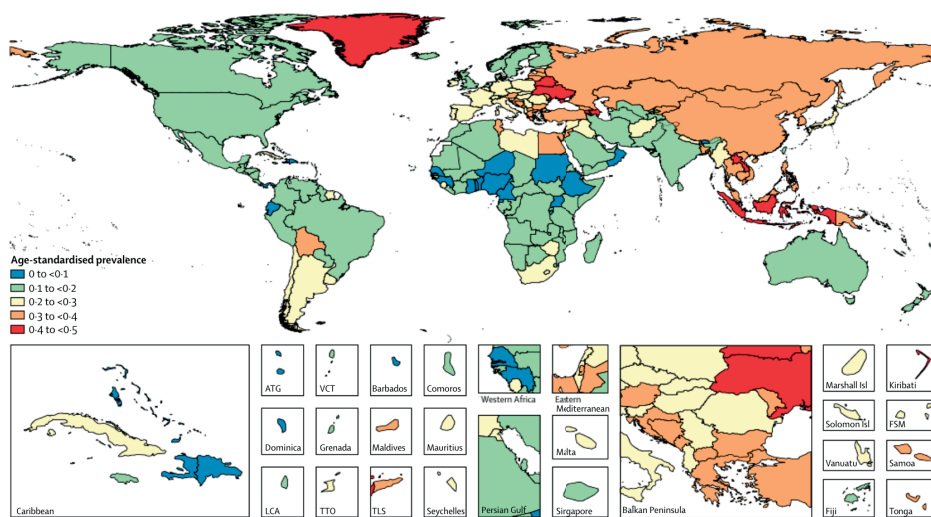 Age-standardised prevalence
0 to <0·1
0·1 to <0·2
0·2 to <0·3
0·3 to <0·4
0·4 to <0·5
Caribbean
ATG
VCT
Barbados
Comoros
Dominica
Grenada
Maldives
Mauritius
LCA
TTO
TLS
Seychelles
Western Africa
Eastern
Mediterranean
Persian Gulf
Malta
Singapore
Balkan Peninsula
Marshall Isl
Kiribati
Solomon Isl
FSM
Vanuatu
Samoa
Fiji
Tonga